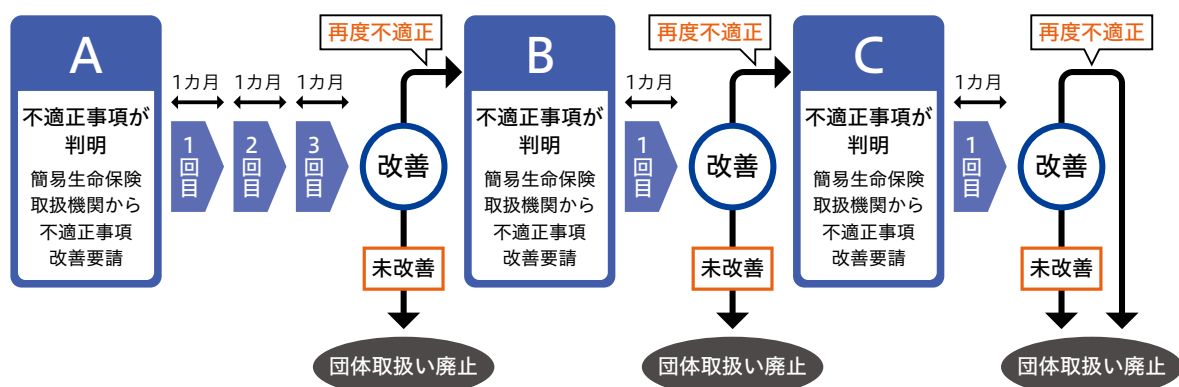 A
不適正事項が
判明
簡易生命保険
取扱機関から
不適正事項
改善要請
1カ月
1カ月
1カ月
1回目
2回目
3回目
再度不適正
改善
未改善
団体取扱い廃止
B
不適正事項が
判明
簡易生命保険
取扱機関から
不適正事項
改善要請
1カ月
1回目
再度不適正
改善
未改善
団体取扱い廃止
C
不適正事項が
判明
簡易生命保険
取扱機関から
不適正事項
改善要請
1カ月
1回目
再度不適正
改善
未改善
団体取扱い廃止